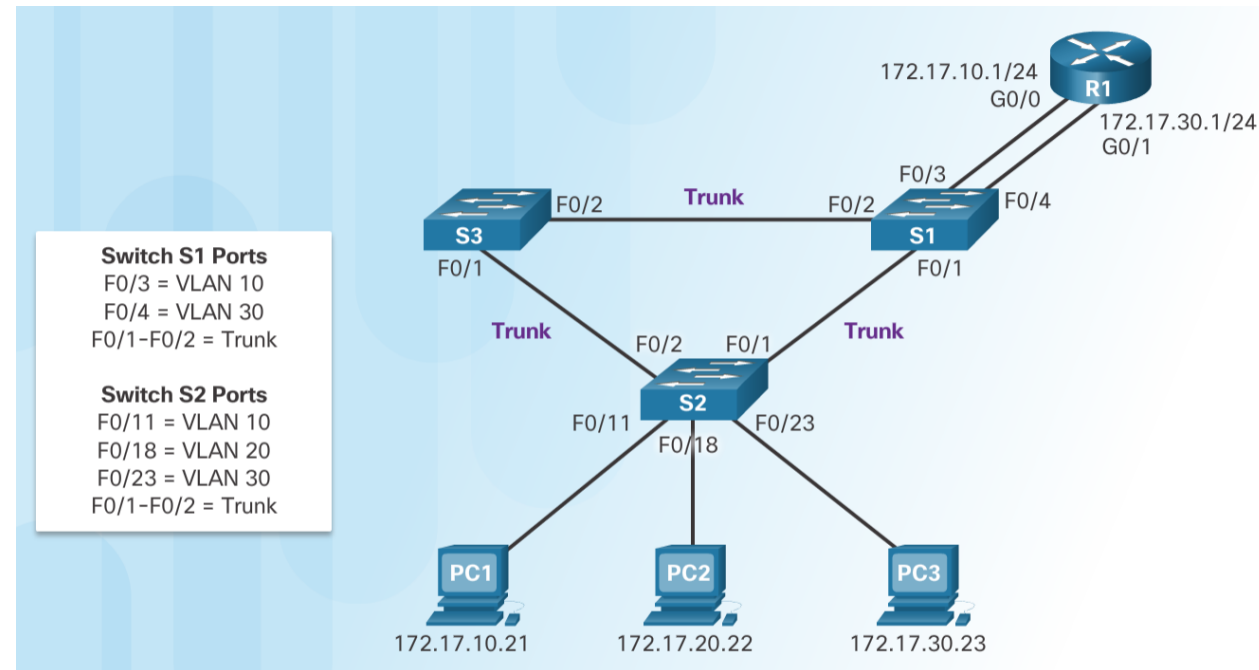 172.17.10.1/24
G0/0
R1
172.17.30.1/24
G0/1
F0/3
F0/4
F0/2
Trunk
F0/2
S3
S1
F0/1
F0/1
Switch S1 Ports
F0/3 = VLAN 10
F0/4 = VLAN 30
F0/1-F0/2 = Trunk
Switch S2 Ports
F0/11 = VLAN 10
F0/18 = VLAN 20
F0/23 = VLAN 30
F0/1-F0/2 = Trunk
Trunk
Trunk
F0/2
F0/1
S2
F0/11
F0/18
F0/23
PC1
PC2
PC3
172.17.10.21
172.17.20.22
172.17.30.23